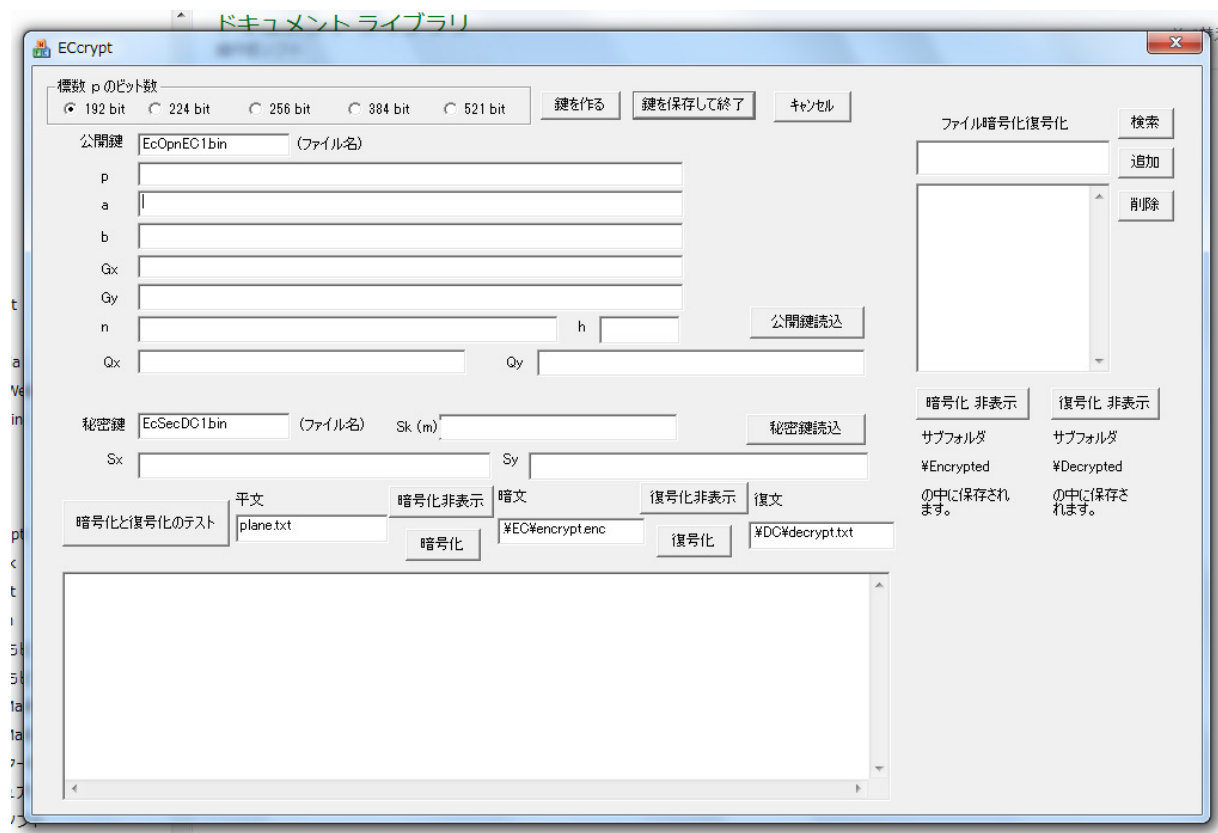 ドキュメント ライブラリ
ECcrypt
標数 p のビット数
192 bit 224 bit 256 bit 384 bit 521 bit
鍵を作る 鍵を保存して終了 キャンセル
ファイル暗号化復号化 検索
公開鍵 EcOpnEC1.bin (ファイル名)
追加
p
a
削除
b
Gx
Gy
n h 公開鍵読込
Qx Qy
暗号化 非表示 復号化 非表示
秘密鍵 EcSecDC1.bin (ファイル名) Sk (m) 秘密鍵読込
サブフォルダ サブフォルダ
Sx Sy
¥Encrypted ¥Decrypted
の中に保存されます。 の中に保存されます。
暗号化と復号化のテスト 平文 暗号化非表示 暗文 復号化非表示 復文
plane.txt 暗号化 ¥EC¥encrypt.enc 復号化 ¥DC¥decrypt.txt